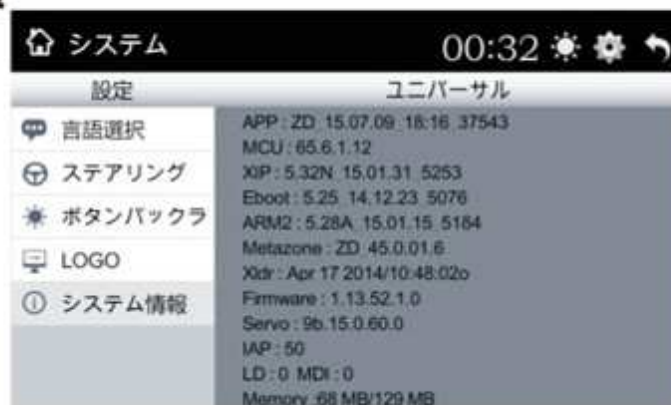 システム
00:32
設定
ユニバーサル
言語選択
ステアリング
ボタンバックラ
LOGO
システム情報
APP : ZD 15.07.09 18:16 37543
MCU : 65.6.1.12
XIP : 5.32N 15.01.31 5253
Eboot : 5.25 14.12.23 5076
ARM2 : 5.28A 15.01.15 5184
Metazone : ZD 45.0.01.6
Xldr : Apr 17 2014/10:48:02o
Firmware : 1.13.52.1.0
Servo : 9b.15.0.60.0
IAP : 50
LD : 0 MDI : 0
Memory :68 MB/129 MB